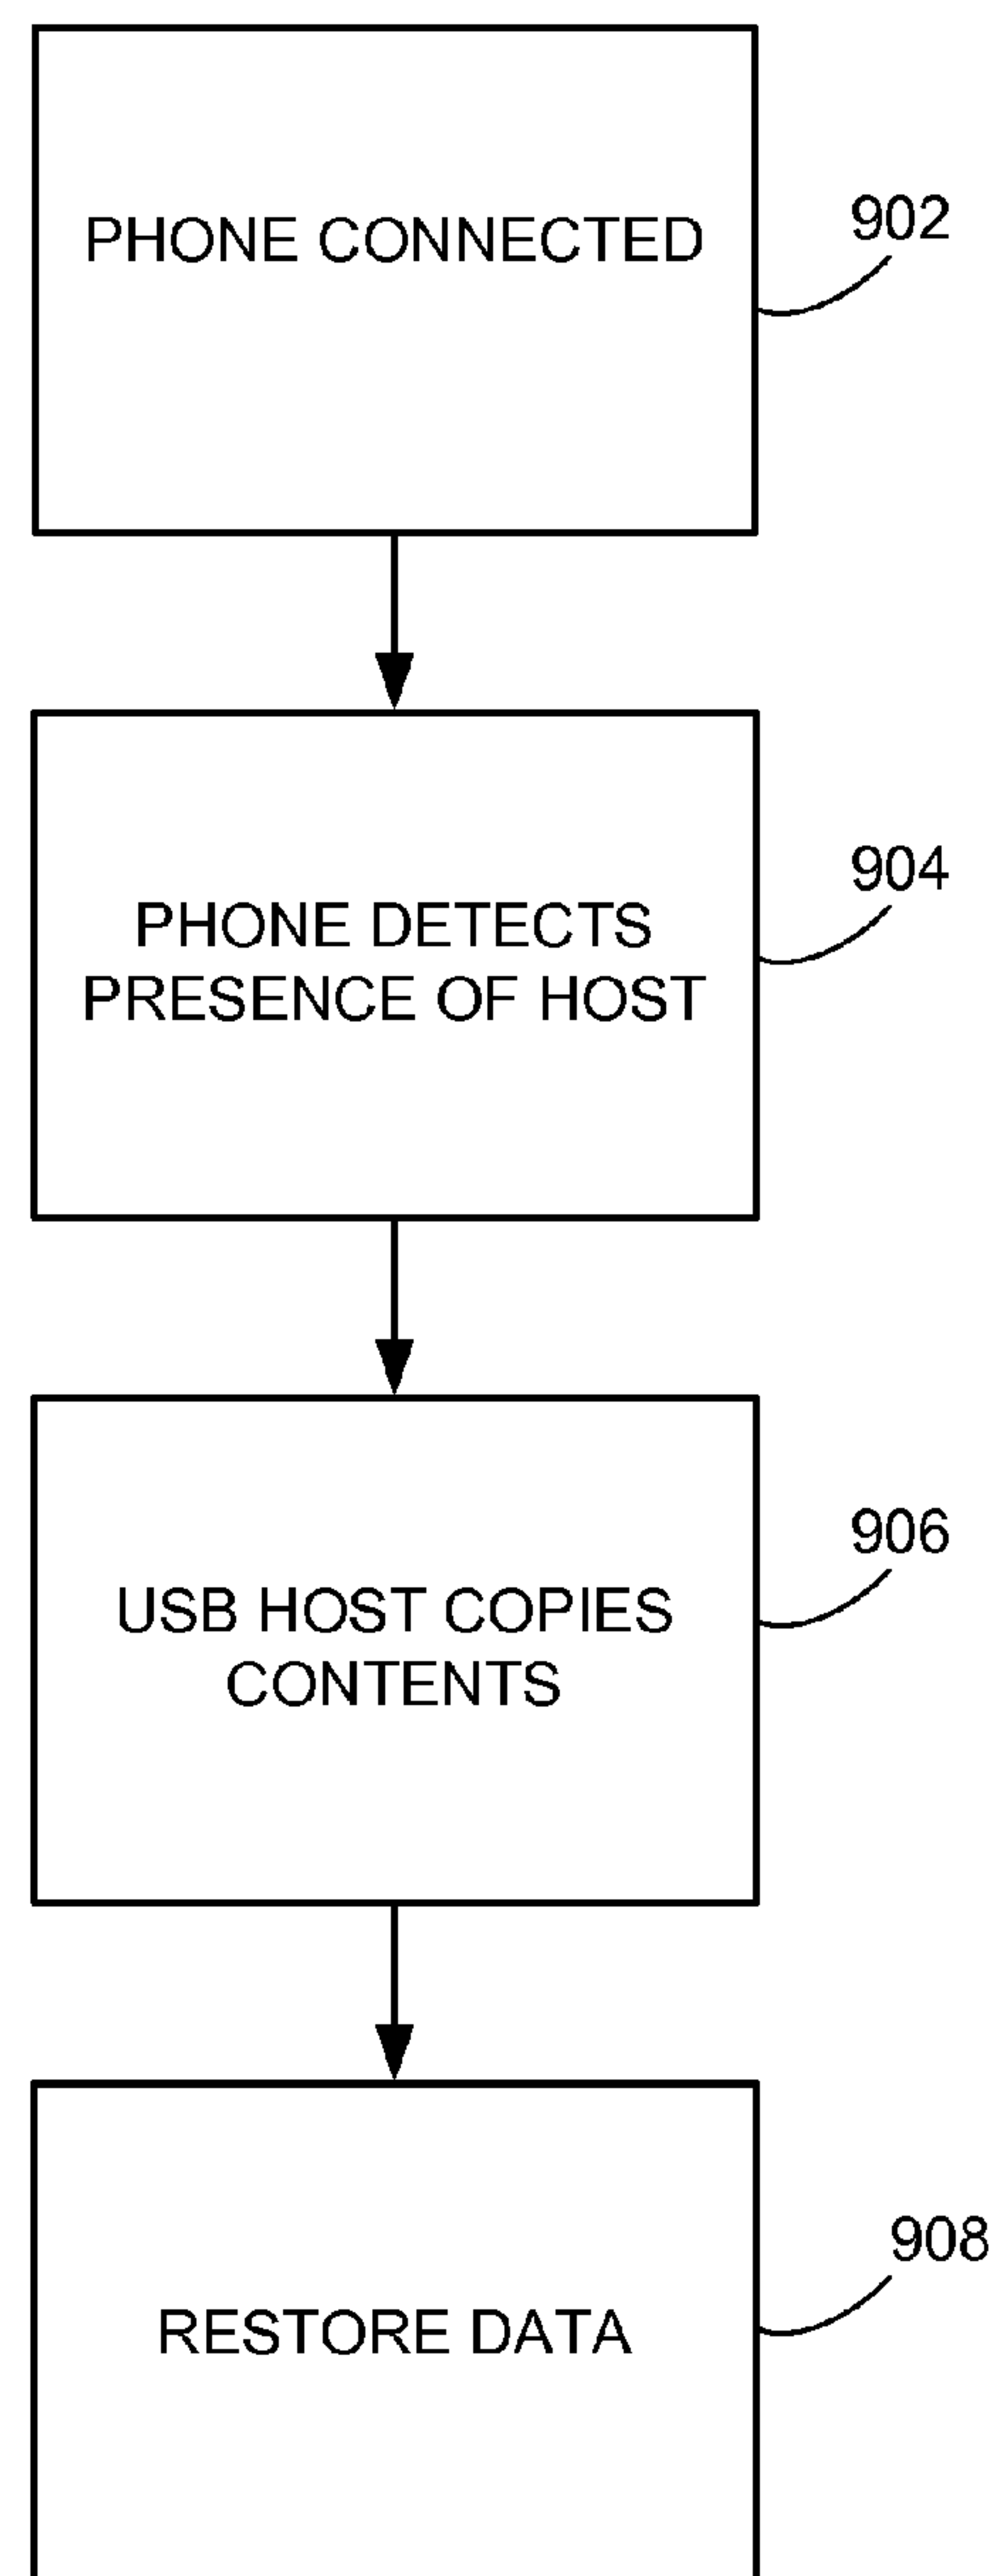 PHONE CONNECTED
902
PHONE DETECTS
PRESENCE OF HOST
904
USB HOST COPIES
CONTENTS
906
RESTORE DATA
908